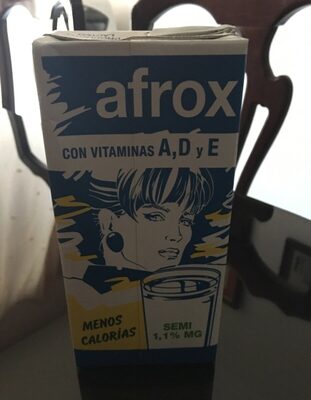 afrox
CON VITAMINAS A,D y E
MENOS
CALORÍAS
SEMI
1,1% MG